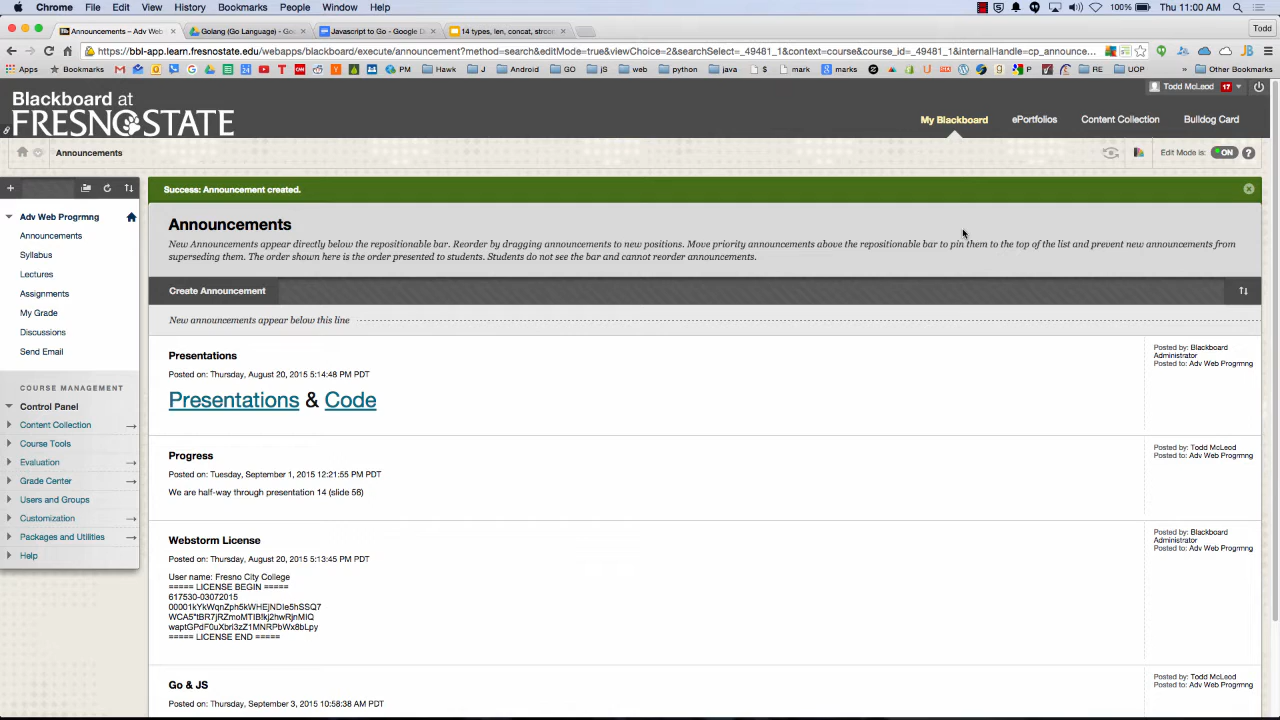 Chrome File Edit View History Bookmarks People Window Help 100% Thu 11:00 AM
Announcements – Adv Web Golang (Go Language) - Goo Javascript to Go - Google D 14 types, len, concat, strcon Todd
https://bbl-app.learn.fresnostate.edu/webapps/blackboard/execute/announcement?method=search&editMode=true&viewChoice=2&searchSelect=_49481_1&context=course&course_id=_49481_1&internalHandle=cp_announce...
Apps Bookmarks PM Hawk J Android GO jS web python java $ mark marks P RE UOP » Other Bookmarks
Blackboard at
FRESNO STATE
Todd McLeod 17
My Blackboard ePortfolios Content Collection Bulldog Card
Announcements
Edit Mode is: ON ?
Adv Web Progrmng
Announcements
Syllabus
Lectures
Assignments
My Grade
Discussions
Send Email
COURSE MANAGEMENT
Control Panel
Content Collection
Course Tools
Evaluation
Grade Center
Users and Groups
Customization
Packages and Utilities
Help
Success: Announcement created.
Announcements
New Announcements appear directly below the repositionable bar. Reorder by dragging announcements to new positions. Move priority announcements above the repositionable bar to pin them to the top of the list and prevent new announcements from
superseding them. The order shown here is the order presented to students. Students do not see the bar and cannot reorder announcements.
Create Announcement
New announcements appear below this line
Presentations
Posted on: Thursday, August 20, 2015 5:14:48 PM PDT
Presentations & Code
Posted by: Blackboard
Administrator
Posted to: Adv Web Progrmng
Progress
Posted on: Tuesday, September 1, 2015 12:21:55 PM PDT
We are half-way through presentation 14 (slide 56)
Posted by: Todd McLeod
Posted to: Adv Web Progrmng
Webstorm License
Posted on: Thursday, August 20, 2015 5:13:45 PM PDT
User name: Fresno City College
===== LICENSE BEGIN =====
617530-03072015
===== LICENSE END =====
Posted by: Blackboard
Administrator
Posted to: Adv Web Progrmng
Go & JS
Posted on: Thursday, September 3, 2015 10:58:38 AM PDT
Posted by: Todd McLeod
Posted to: Adv Web Progrmng